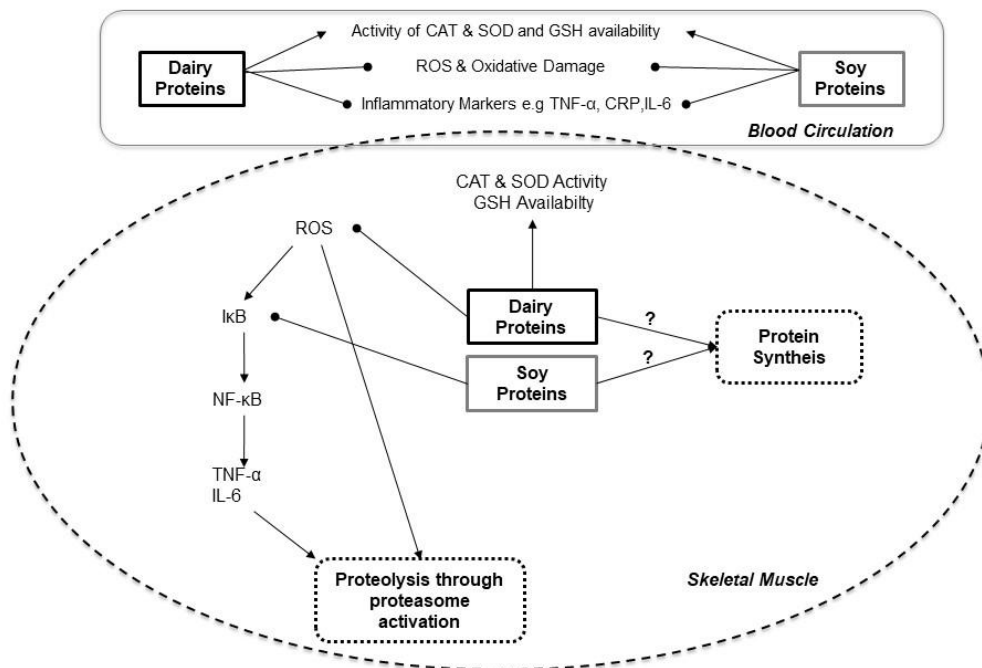 Activity of CAT & SOD and GSH availability
Dairy
Proteins
ROS & Oxidative Damage
Soy
Proteins
Inflammatory Markers e.g TNF-α, CRP,IL-6
Blood Circulation
CAT & SOD Activity
GSH Availabilty
ROS
Dairy
Proteins
?
IκB
Protein
Syntheis
?
Soy
Proteins
NF-κB
TNF-α
IL-6
Proteolysis through
proteasome
activation
Skeletal Muscle